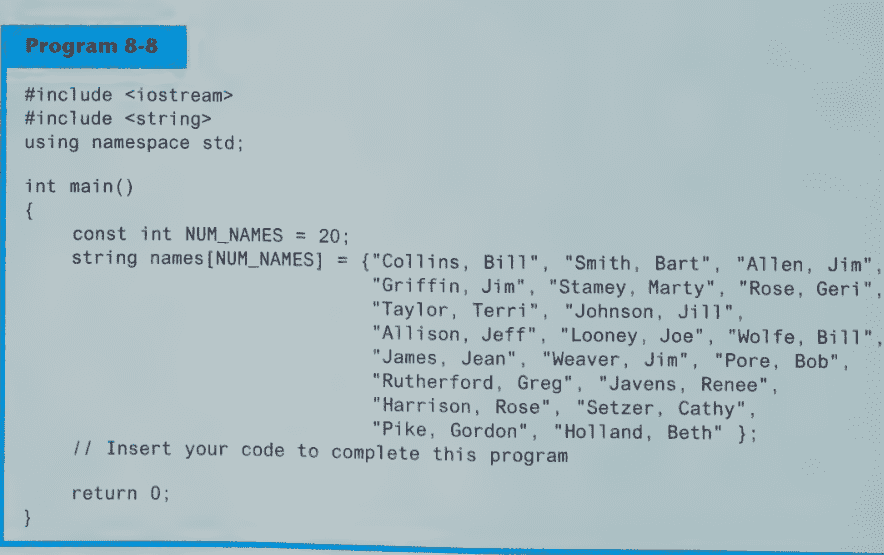 Program 8-8
#include <iostream>
#include <string>
using namespace std;
int main()
{
const int NUM_NAMES = 20;
string names[NUM_NAMES] = {"Collins, Bill", "Smith, Bart", "Allen, Jim",
"Griffin, Jim", "Stamey, Marty", "Rose, Geri",
"Taylor, Terri", "Johnson, Jill",
"Allison, Jeff", "Looney, Joe", "Wolfe, Bill",
"James, Jean", "Weaver, Jim", "Pore, Bob",
"Rutherford, Greg", "Javens, Renee",
"Harrison, Rose", "Setzer, Cathy",
"Pike, Gordon", "Holland, Beth" };
// Insert your code to complete this program
return 0;
}